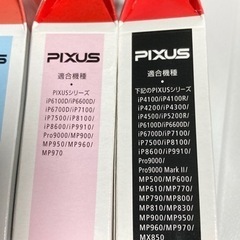 PIXUS
適合機種
PIXUSシリーズ
iP6100D/iP6600D/
iP6700D/iP7100/
iP7500/iP8100/
iP8600/iP9910/
Pro9000/MP900/
MP950/MP960/
MP970
PIXUS
適合機種
下記のPIXUSシリーズ
iP4100/iP4100R/
iP4200/iP4300/
iP4500/iP5200R/
iP6100D/iP6600D/
iP6700D/iP7100/
iP7500/iP8100/
iP8600/iP9910/
Pro9000/
Pro9000 Mark II/
MP500/MP600/
MP610/MP770/
MP790/MP800/
MP810/MP830/
MP900/MP950/
MP960/MP970/
MX850